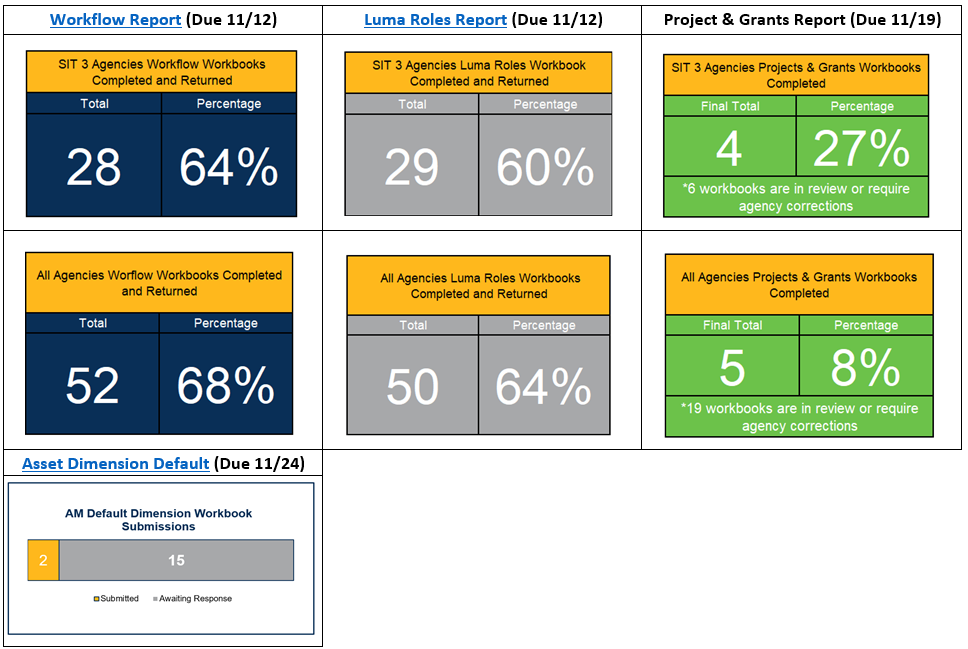 Workflow Report (Due 11/12)
Luma Roles Report (Due 11/12)
Project & Grants Report (Due 11/19)
SIT 3 Agencies Workflow Workbooks
Completed and Returned
Total
Percentage
28
64%
SIT 3 Agencies Luma Roles Workbook
Completed and Returned
Total
Percentage
29
60%
SIT 3 Agencies Projects & Grants Workbooks
Completed
Final Total
Percentage
4
27%
*6 workbooks are in review or require
agency corrections
All Agencies Worflow Workbooks Completed
and Returned
Total
Percentage
52
68%
All Agencies Luma Roles Workbooks
Completed and Returned
Total
Percentage
50
64%
All Agencies Projects & Grants Workbooks
Completed
Final Total
Percentage
5
8%
*19 workbooks are in review or require
agency corrections
Asset Dimension Default (Due 11/24)
AM Default Dimension Workbook
Submissions
2
15
Submitted
Awaiting Response